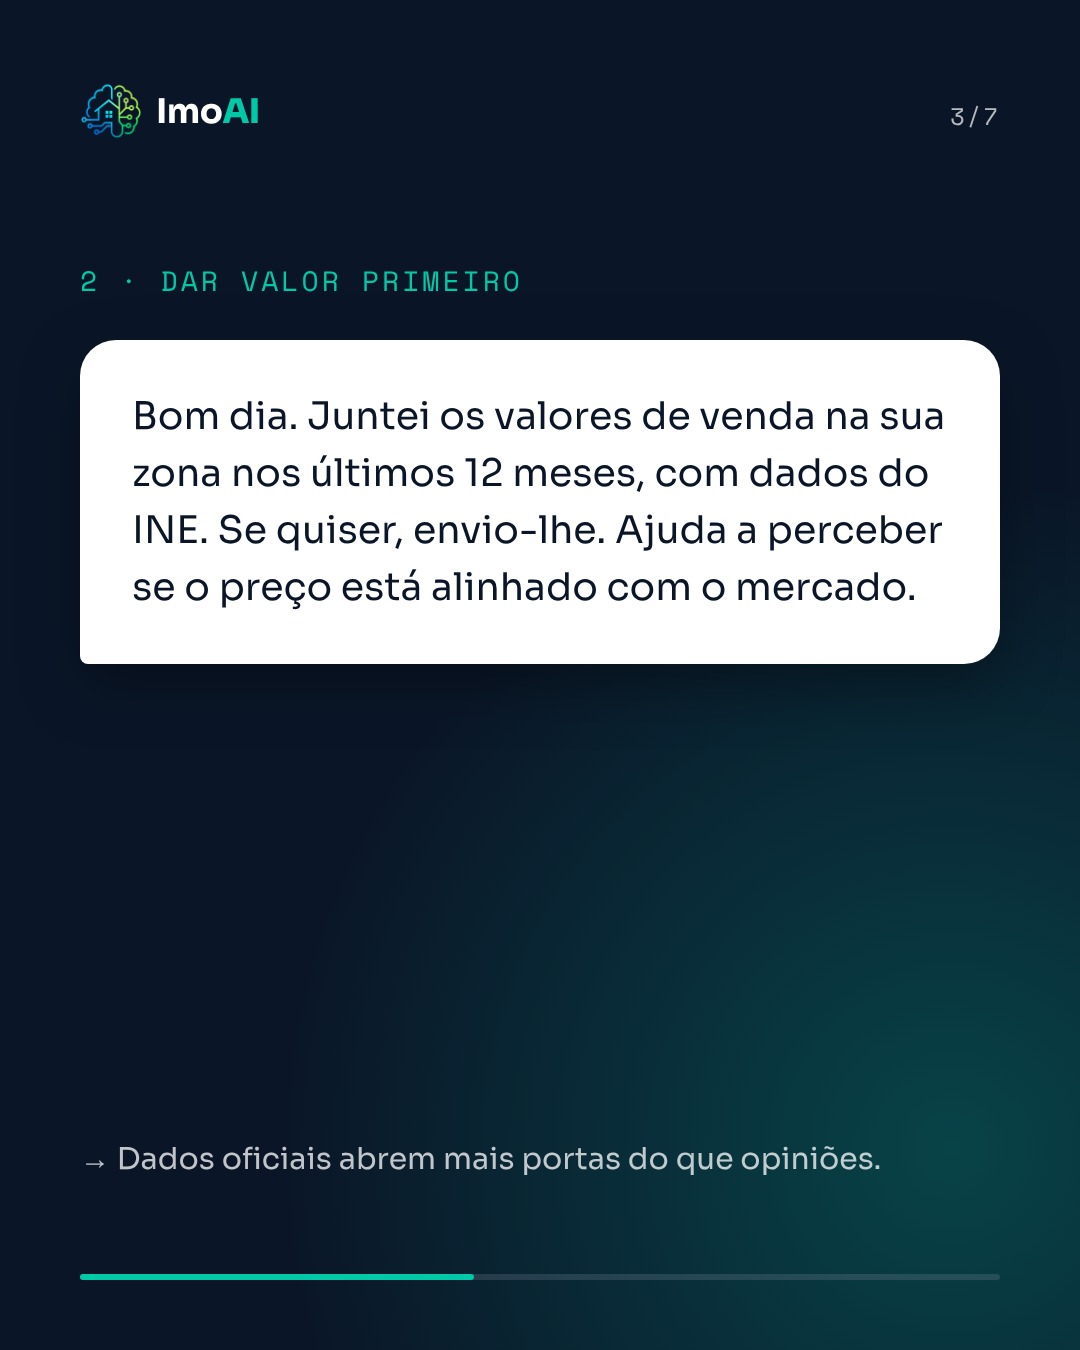 ImoAI
3/7
2 · DAR VALOR PRIMEIRO
Bom dia. Juntei os valores de venda na sua
zona nos últimos 12 meses, com dados do
INE. Se quiser, envio-lhe. Ajuda a perceber
se o preço está alinhado com o mercado.
→ Dados oficiais abrem mais portas do que opiniões.